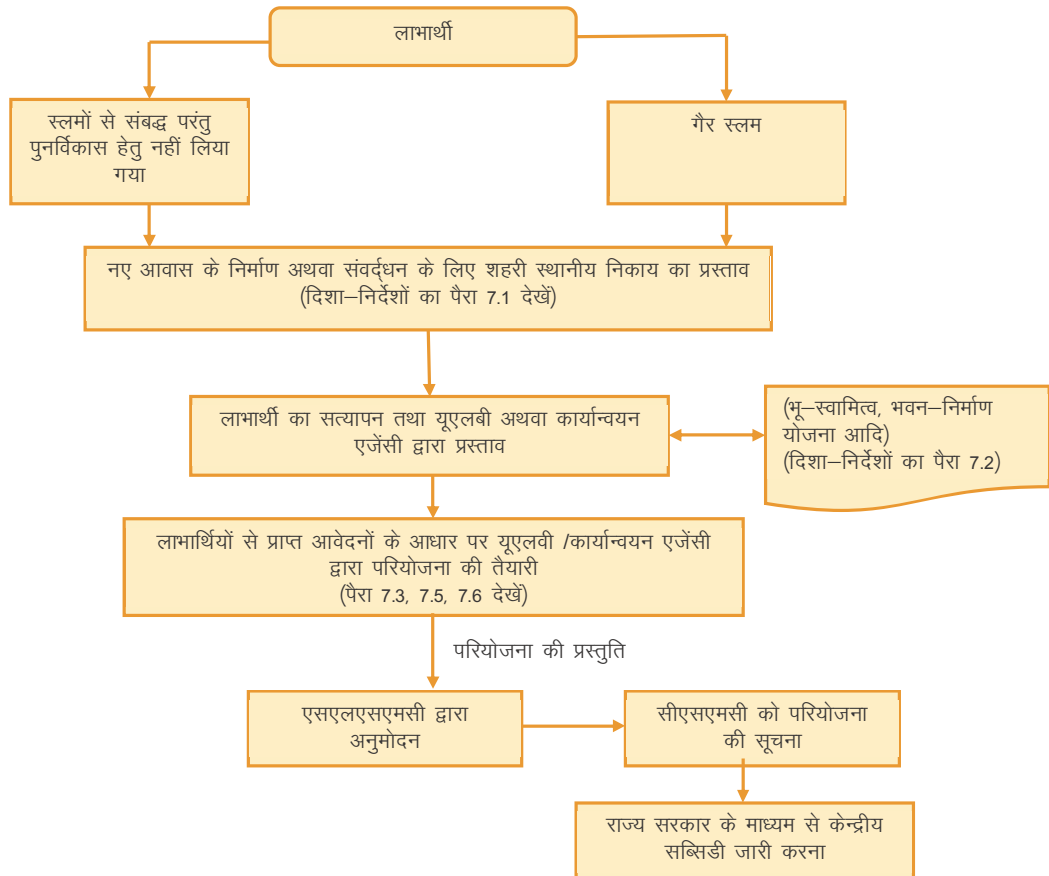 लाभार्थी
स्लमों से संबद्ध परंतु
पुनर्विकास हेतु नहीं लिया
गया
गैर स्लम
नए आवास के निर्माण अथवा संवर्द्धन के लिए शहरी स्थानीय निकाय का प्रस्ताव
(दिशा–निर्देशों का पैरा 7.1 देखें)
लाभार्थी का सत्यापन तथा यूएलबी अथवा कार्यान्वयन
एजेंसी द्वारा प्रस्ताव
(भू–स्वामित्व, भवन–निर्माण
योजना आदि)
(दिशा–निर्देशों का पैरा 7.2)
लाभार्थियों से प्राप्त आवेदनों के आधार पर यूएलवी /कार्यान्वयन एजेंसी
द्वारा परियोजना की तैयारी
(पैरा 7.3, 7.5, 7.6 देखें)
परियोजना की प्रस्तुति
एसएलएसएमसी द्वारा
अनुमोदन
सीएसएमसी को परियोजना
की सूचना
राज्य सरकार के माध्यम से केन्द्रीय
सब्सिडी जारी करना